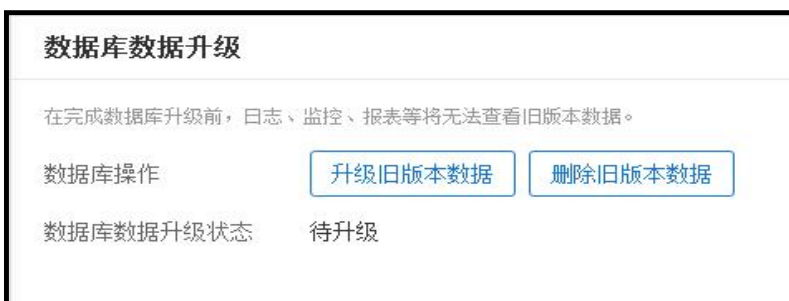 数据库数据升级
在完成数据库升级前，日志、监控、报表等将无法查看旧版本数据。
数据库操作 升级旧版本数据 删除旧版本数据
数据库数据升级状态 待升级